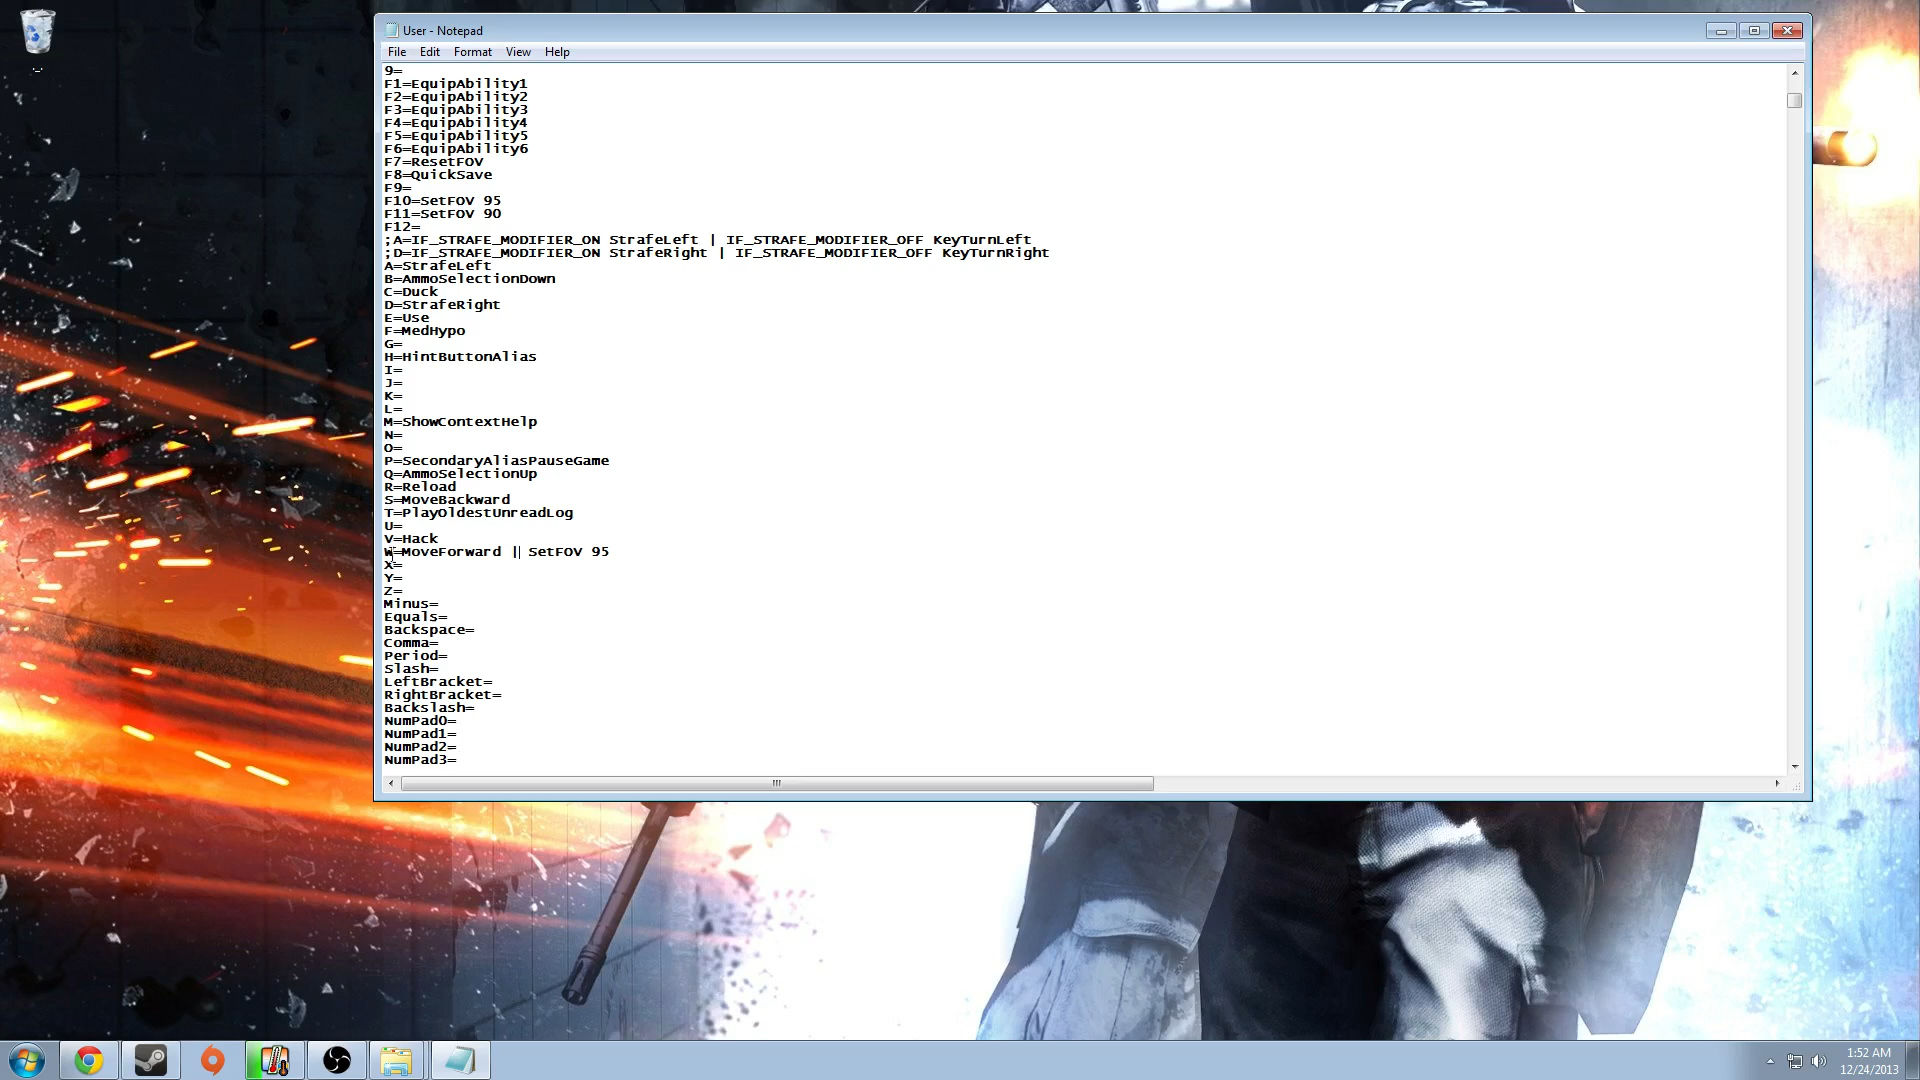 User - Notepad
File Edit Format View Help
9=
F1=EquipAbility1
F2=EquipAbility2
F3=EquipAbility3
F4=EquipAbility4
F5=EquipAbility5
F6=EquipAbility6
F7=ResetFOV
F8=QuickSave
F9=
F10=SetFOV 95
F11=SetFOV 90
F12=
;A=IF_STRAFE_MODIFIER_ON StrafeLeft | IF_STRAFE_MODIFIER_OFF KeyTurnLeft
;D=IF_STRAFE_MODIFIER_ON StrafeRight | IF_STRAFE_MODIFIER_OFF KeyTurnRight
A=StrafeLeft
B=AmmoSelectionDown
C=Duck
D=StrafeRight
E=Use
F=MedHypo
G=
H=HintButtonAlias
I=
J=
K=
L=
M=ShowContextHelp
N=
O=
P=SecondaryAliasPauseGame
Q=AmmoSelectionUp
R=Reload
S=MoveBackward
T=PlayOldestUnreadLog
U=
V=Hack
W=MoveForward | SetFOV 95
X=
Y=
Z=
Minus=
Equals=
Backspace=
Comma=
Period=
Slash=
LeftBracket=
RightBracket=
Backslash=
NumPad0=
NumPad1=
NumPad2=
NumPad3=
1:52 AM
12/24/2013